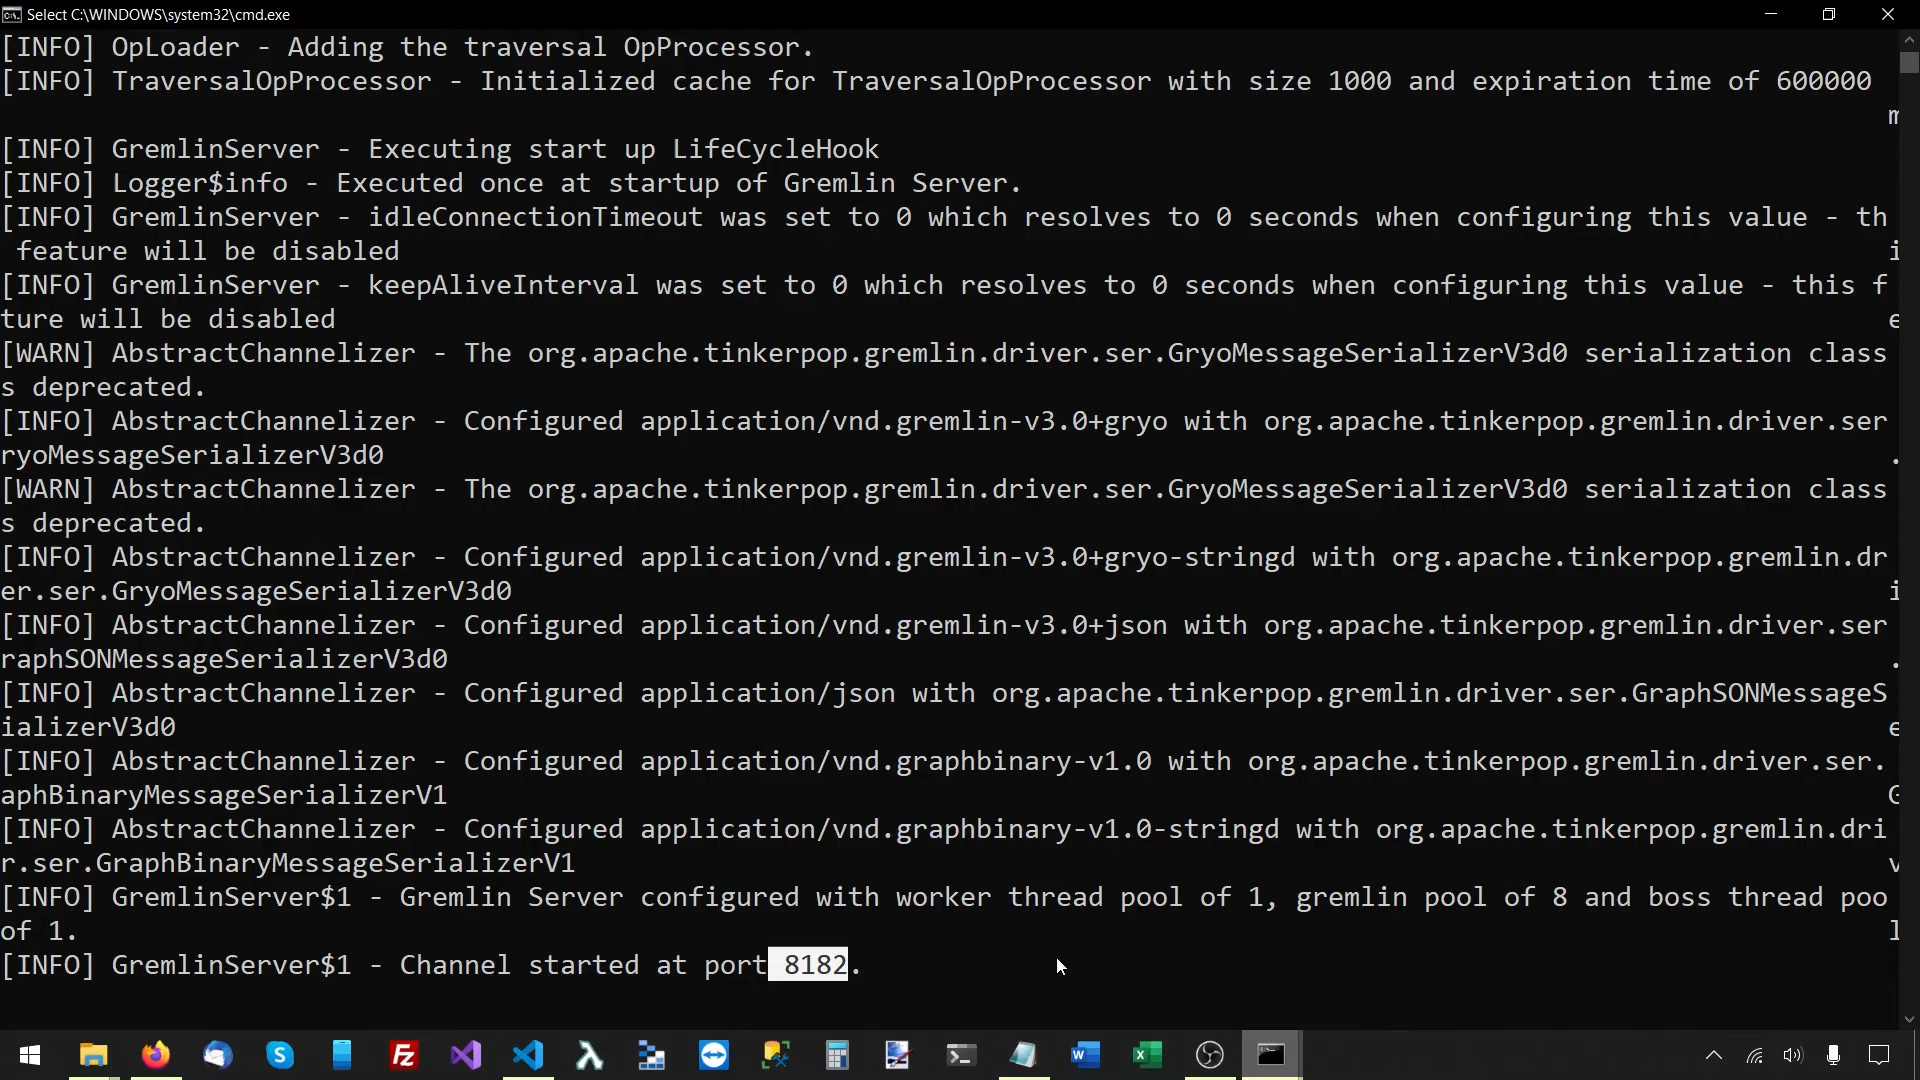 Select C:\WINDOWS\system32\cmd.exe
[INFO] OpLoader - Adding the traversal OpProcessor.
[INFO] TraversalOpProcessor - Initialized cache for TraversalOpProcessor with size 1000 and expiration time of 600000
m
[INFO] GremlinServer - Executing start up LifeCycleHook
[INFO] Logger$info - Executed once at startup of Gremlin Server.
[INFO] GremlinServer - idleConnectionTimeout was set to 0 which resolves to 0 seconds when configuring this value - th
 feature will be disabled i
[INFO] GremlinServer - keepAliveInterval was set to 0 which resolves to 0 seconds when configuring this value - this f
ture will be disabled e
[WARN] AbstractChannelizer - The org.apache.tinkerpop.gremlin.driver.ser.GryoMessageSerializerV3d0 serialization class
s deprecated.
[INFO] AbstractChannelizer - Configured application/vnd.gremlin-v3.0+gryo with org.apache.tinkerpop.gremlin.driver.ser
ryoMessageSerializerV3d0 .
[WARN] AbstractChannelizer - The org.apache.tinkerpop.gremlin.driver.ser.GryoMessageSerializerV3d0 serialization class
s deprecated.
[INFO] AbstractChannelizer - Configured application/vnd.gremlin-v3.0+gryo-stringd with org.apache.tinkerpop.gremlin.dr
er.ser.GryoMessageSerializerV3d0 i
[INFO] AbstractChannelizer - Configured application/vnd.gremlin-v3.0+json with org.apache.tinkerpop.gremlin.driver.ser
raphSONMessageSerializerV3d0 .
[INFO] AbstractChannelizer - Configured application/json with org.apache.tinkerpop.gremlin.driver.ser.GraphSONMessageS
ializerV3d0 e
[INFO] AbstractChannelizer - Configured application/vnd.graphbinary-v1.0 with org.apache.tinkerpop.gremlin.driver.ser.
aphBinaryMessageSerializerV1 G
[INFO] AbstractChannelizer - Configured application/vnd.graphbinary-v1.0-stringd with org.apache.tinkerpop.gremlin.dri
r.ser.GraphBinaryMessageSerializerV1 v
[INFO] GremlinServer$1 - Gremlin Server configured with worker thread pool of 1, gremlin pool of 8 and boss thread poo
of 1. l
[INFO] GremlinServer$1 - Channel started at port 8182.